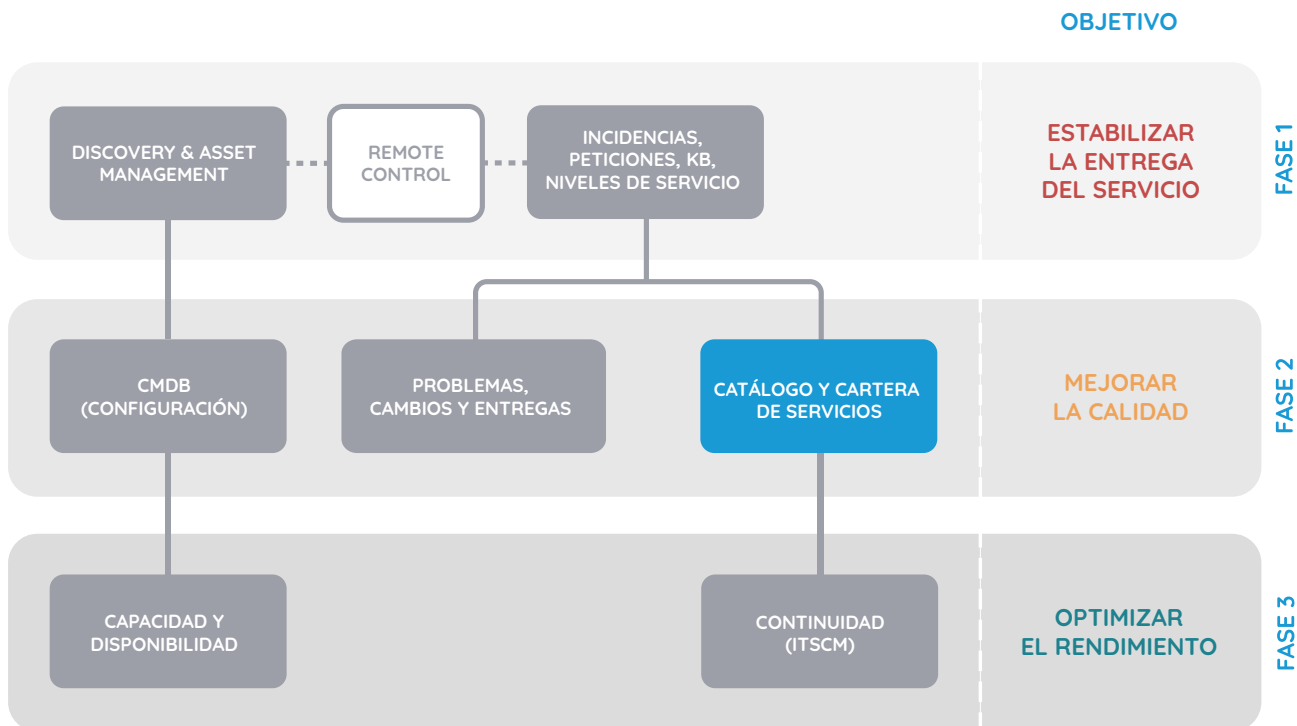 OBJETIVO
DISCOVERY & ASSET
MANAGEMENT
REMOTE
CONTROL
INCIDENCIAS,
PETICIONES, KB,
NIVELES DE SERVICIO
ESTABILIZAR
LA ENTREGA
DEL SERVICIO
FASE 1
CMDB
(CONFIGURACIÓN)
PROBLEMAS,
CAMBIOS Y ENTREGAS
CATÁLOGO Y CARTERA
DE SERVICIOS
MEJORAR
LA CALIDAD
FASE 2
CAPACIDAD Y
DISPONIBILIDAD
CONTINUIDAD
(ITSCM)
OPTIMIZAR
EL RENDIMIENTO
FASE 3